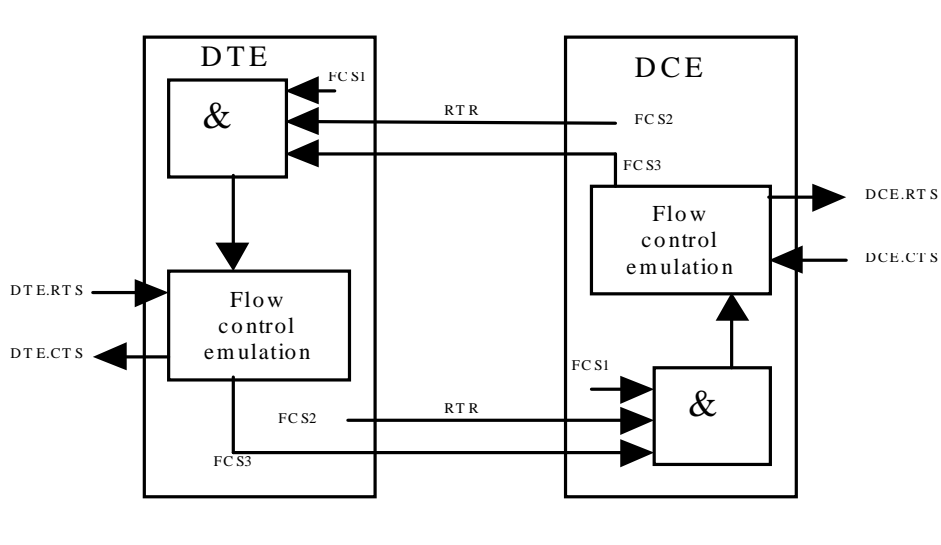 DTE
DCE
FCS1
&
RTR
FCS2
FCS3
DCE.RTS
Flow
control
emulation
DCE.CTS
DTE.RTS
Flow
control
emulation
DTE.CTS
FCS1
&
FCS2
RTR
FCS3